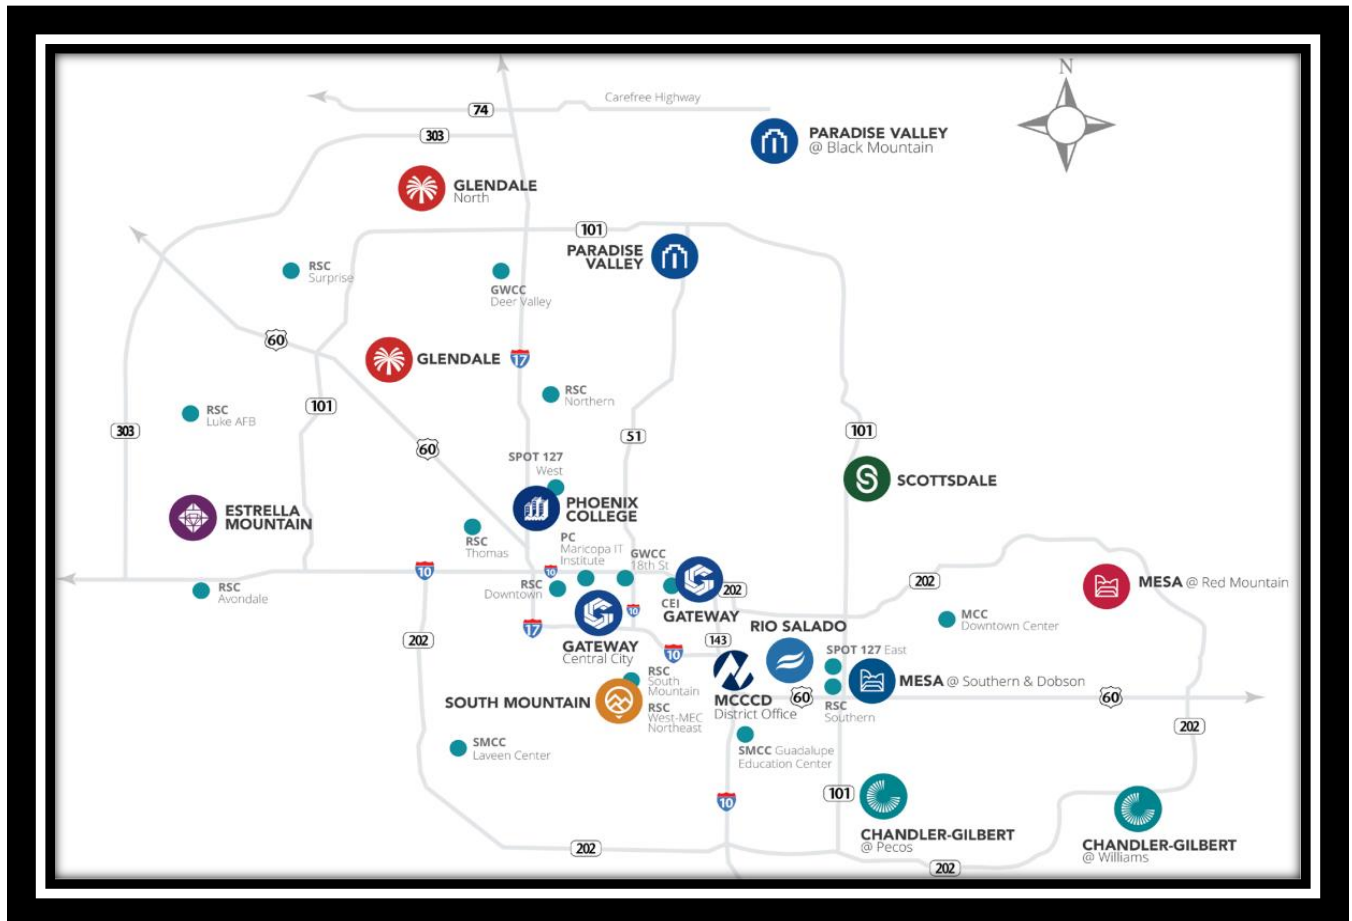 N
Carefree Highway
74
303
PARADISE VALLEY
@ Black Mountain
GLENDALE
North
101
PARADISE
VALLEY
RSC
Surprise
GWCC
Deer Valley
60
GLENDALE
17
RSC
Northern
RSC
Luke AFB
101
303
60
51
101
SPOT 127
West
SCOTTSDALE
ESTRELLA
MOUNTAIN
PHOENIX
COLLEGE
RSC
Thomas
PC
Maricopa IT
Institute
GWCC
18th St
10
10
RSC
Downtown
RSC
Avondale
CEI
GATEWAY
202
202
MESA @ Red Mountain
10
MCC
Downtown Center
17
RIO SALADO
202
143
GATEWAY
Central City
10
SPOT 127 East
RSC
South
Mountain
MESA @ Southern & Dobson
SOUTH MOUNTAIN
MCCCD
District Office
60
60
RSC
Southern
RSC
West-MEC
Northeast
202
SMCC
Laveen Center
SMCC Guadalupe
Education Center
10
101
CHANDLER-GILBERT
@ Pecos
CHANDLER-GILBERT
@ Williams
202
202